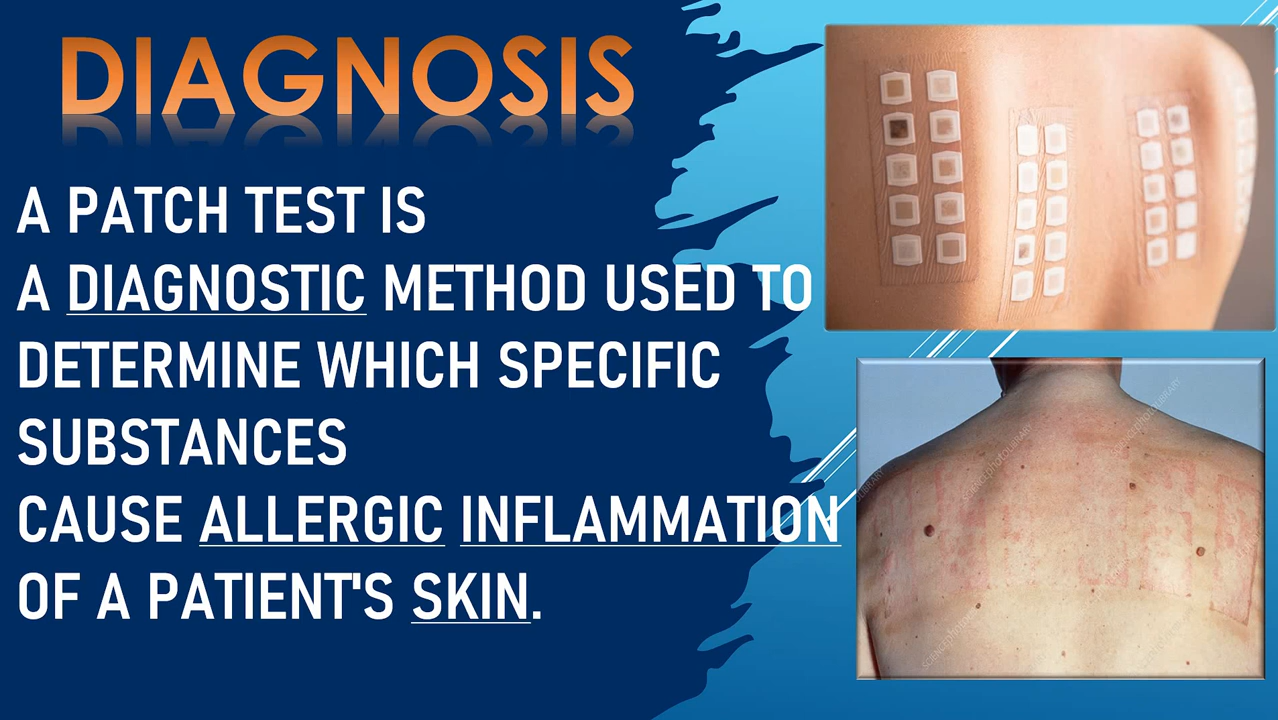 DIAGNOSIS
A PATCH TEST IS
A DIAGNOSTIC METHOD USED TO
DETERMINE WHICH SPECIFIC
SUBSTANCES
CAUSE ALLERGIC INFLAMMATION
OF A PATIENT'S SKIN.